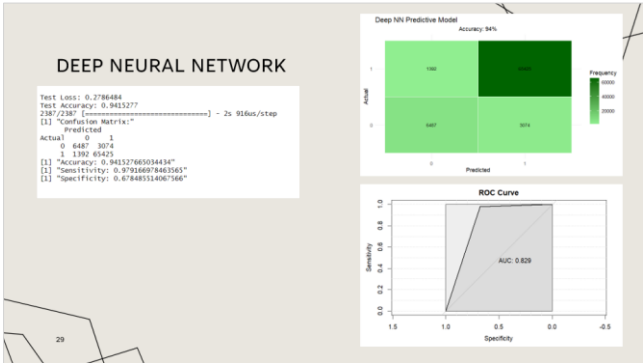 DEEP NEURAL NETWORK
Test Loss: 0.2786484
Test Accuracy: 0.9415277
2387/2387 [==============================] - 2s 916us/step
[1] "Confusion Matrix:"
Predicted
Actual 0 1
0 6487 3074
1 1392 65425
[1] "Accuracy: 0.941527665034434"
[1] "Sensitivity: 0.979166978463565"
[1] "Specificity: 0.678485514067566"
29
Deep NN Predictive Model
Accuracy: 94%
Actual
1
0
1392
6487
3074
0
1
Predicted
Frequency
60000
40000
20000
ROC Curve
Sensitivity
1.0
0.8
0.6
0.4
0.2
0.0
AUC: 0.829
1.5
1.0
0.5
0.0
-0.5
Specificity